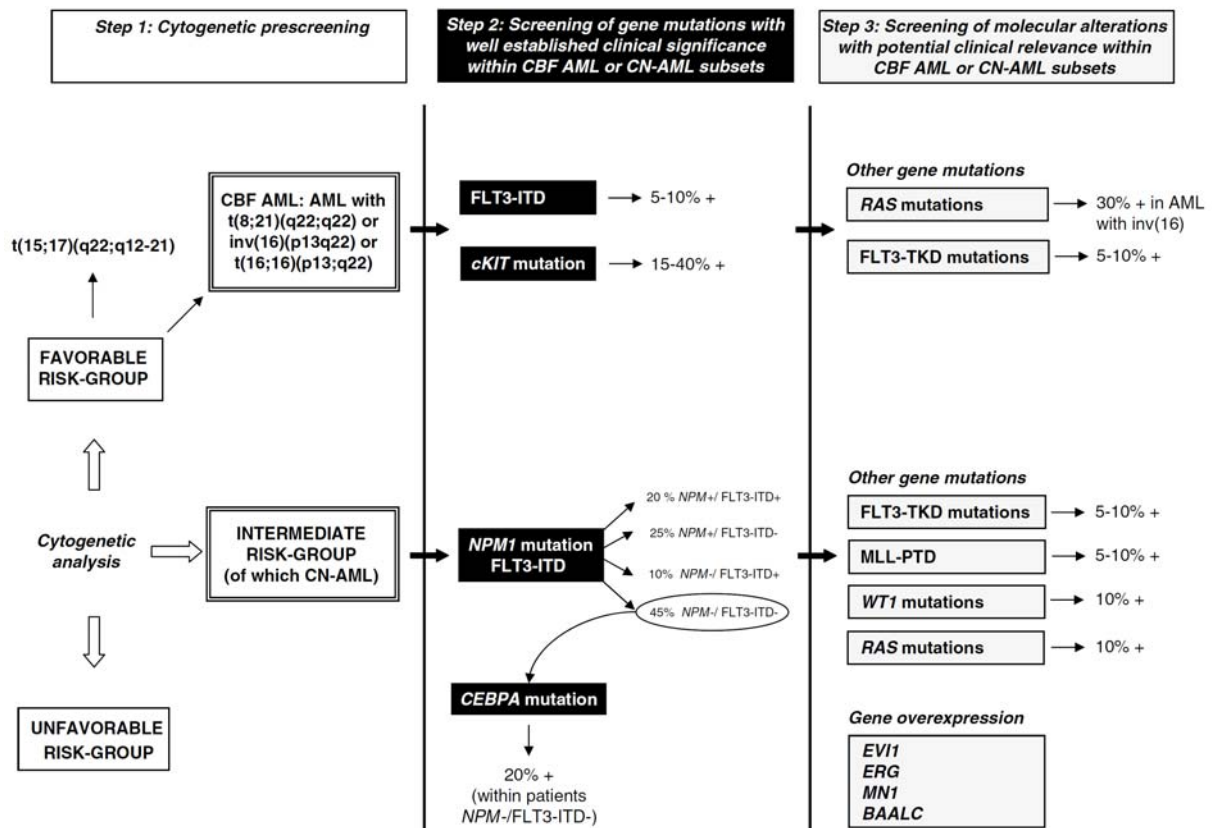 Step 1: Cytogenetic prescreening
Step 2: Screening of gene mutations with
well established clinical significance
within CBF AML or CN-AML subsets
Step 3: Screening of molecular alterations
with potential clinical relevance within
CBF AML or CN-AML subsets
t(15;17)(q22;q12-21)
CBF AML: AML with
t(8;21)(q22;q22) or
inv(16)(p13q22) or
t(16;16)(p13;q22)
FAVORABLE
RISK-GROUP
Cytogenetic
analysis
INTERMEDIATE
RISK-GROUP
(of which CN-AML)
UNFAVORABLE
RISK-GROUP
FLT3-ITD
5-10% +
cKIT mutation
15-40% +
NPM1 mutation
FLT3-ITD
20 % NPM+/ FLT3-ITD+
25% NPM+/ FLT3-ITD-
10% NPM-/ FLT3-ITD+
45% NPM-/ FLT3-ITD-
CEBPA mutation
20% +
(within patients
NPM-/FLT3-ITD-)
Other gene mutations
RAS mutations
30% + in AML
with inv(16)
FLT3-TKD mutations
5-10% +
Other gene mutations
FLT3-TKD mutations
5-10% +
MLL-PTD
5-10% +
WT1 mutations
10% +
RAS mutations
10% +
Gene overexpression
EVI1
ERG
MN1
BAALC